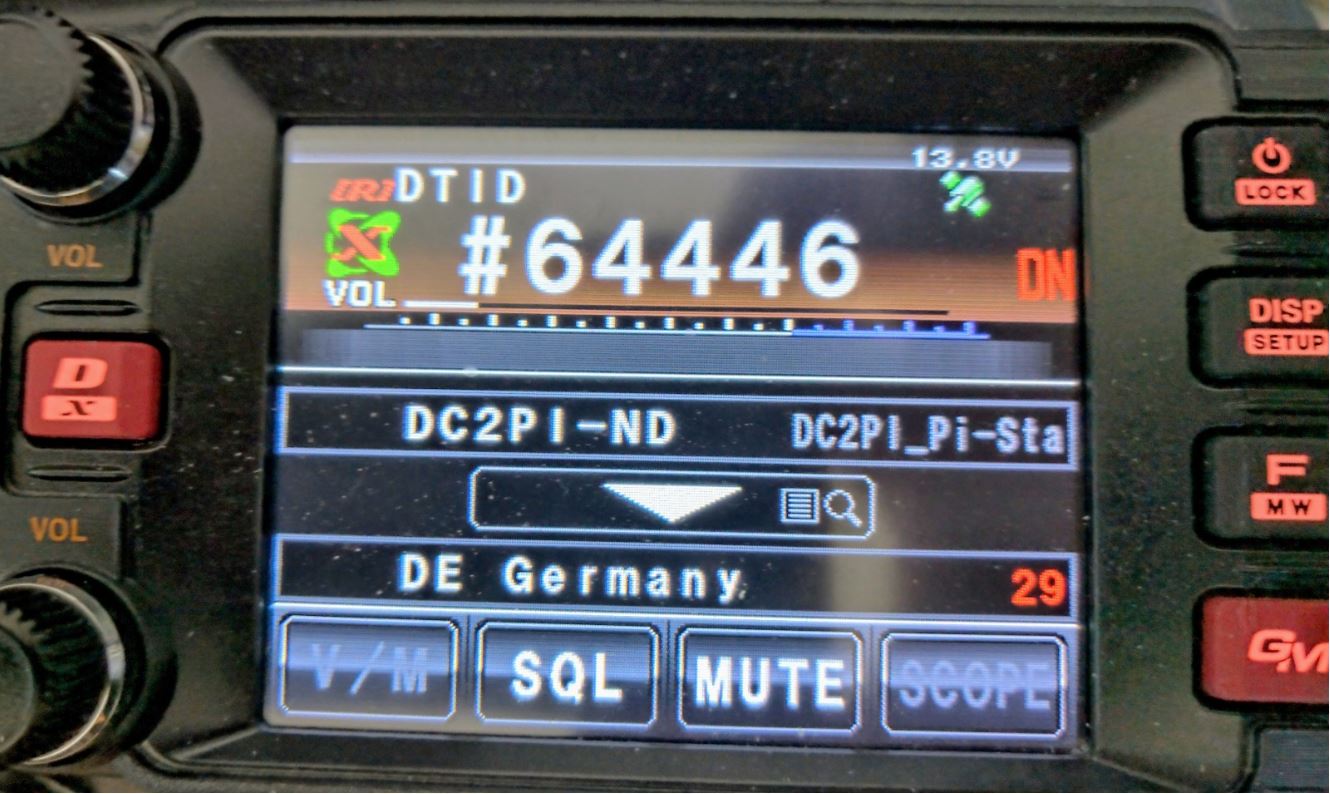 13.8V
IRI DTID
X #64446 DN
VOL
DC2PI-ND DC2PI_Pi-Sta
DE Germany 29
V/M SQL MUTE SCOPE
VOL
D
X
VOL
LOCK
DISP
SETUP
F
MW
GM